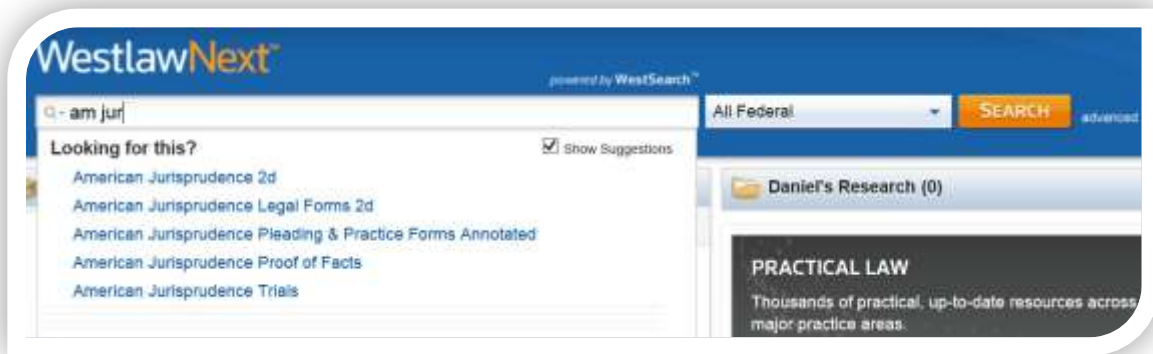 WestlawNext™
powered by WestSearch™
am jur
All Federal
SEARCH
advanced
Looking for this?
Show Suggestions
American Jurisprudence 2d
American Jurisprudence Legal Forms 2d
American Jurisprudence Pleading & Practice Forms Annotated
American Jurisprudence Proof of Facts
American Jurisprudence Trials
Daniel's Research (0)
PRACTICAL LAW
Thousands of practical, up-to-date resources across
major practice areas.